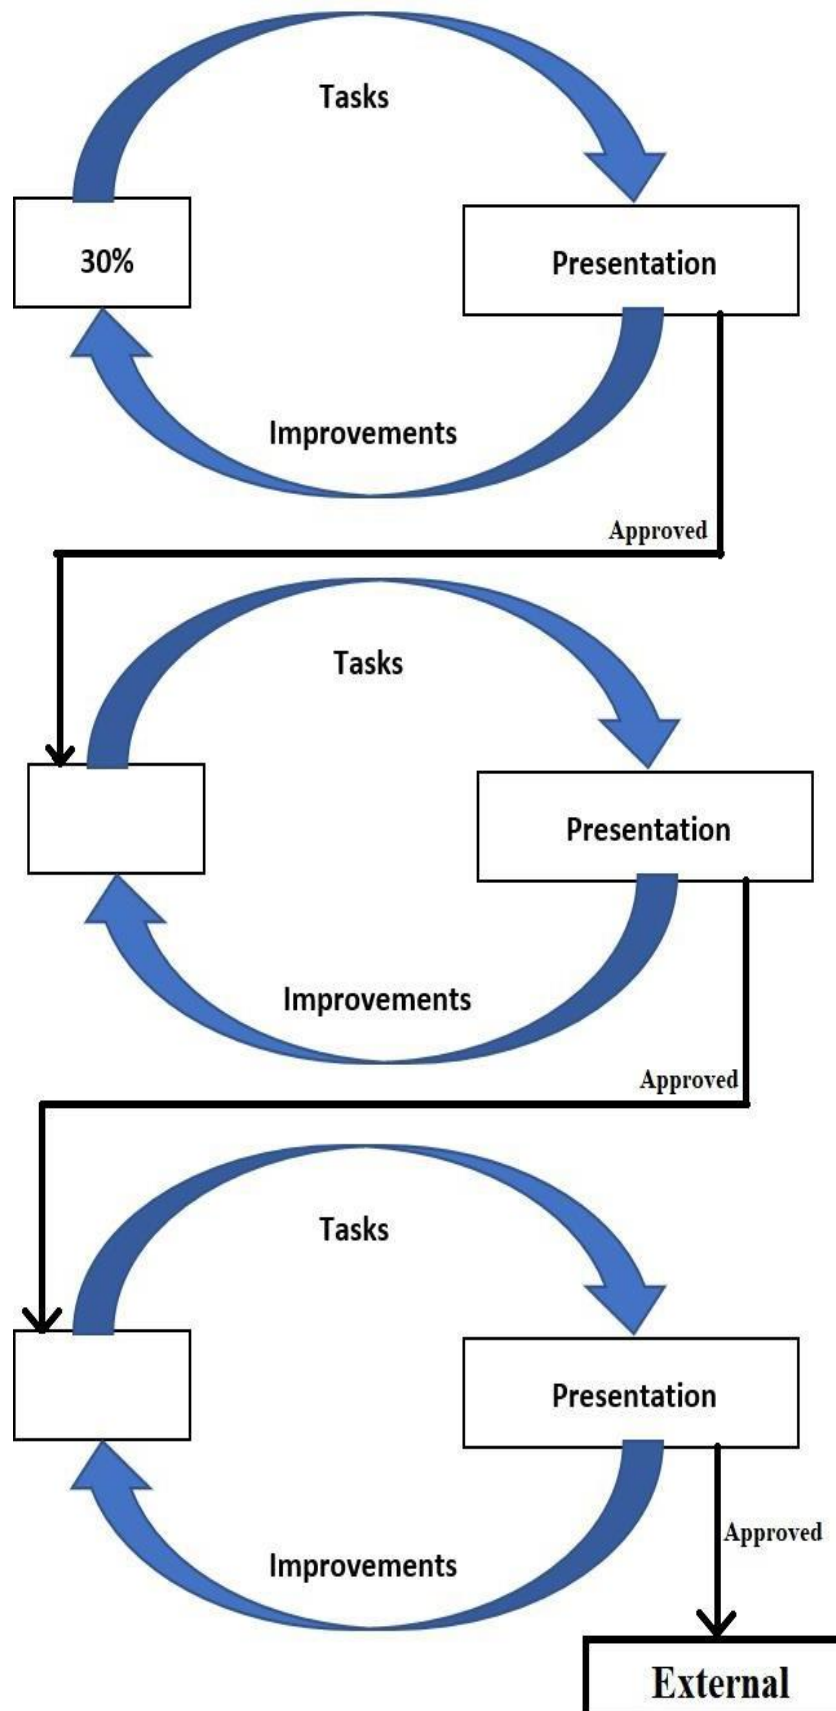 Tasks
30%
Presentation
Improvements
Approved
Tasks
Presentation
Improvements
Approved
Tasks
Presentation
Improvements
Approved
External